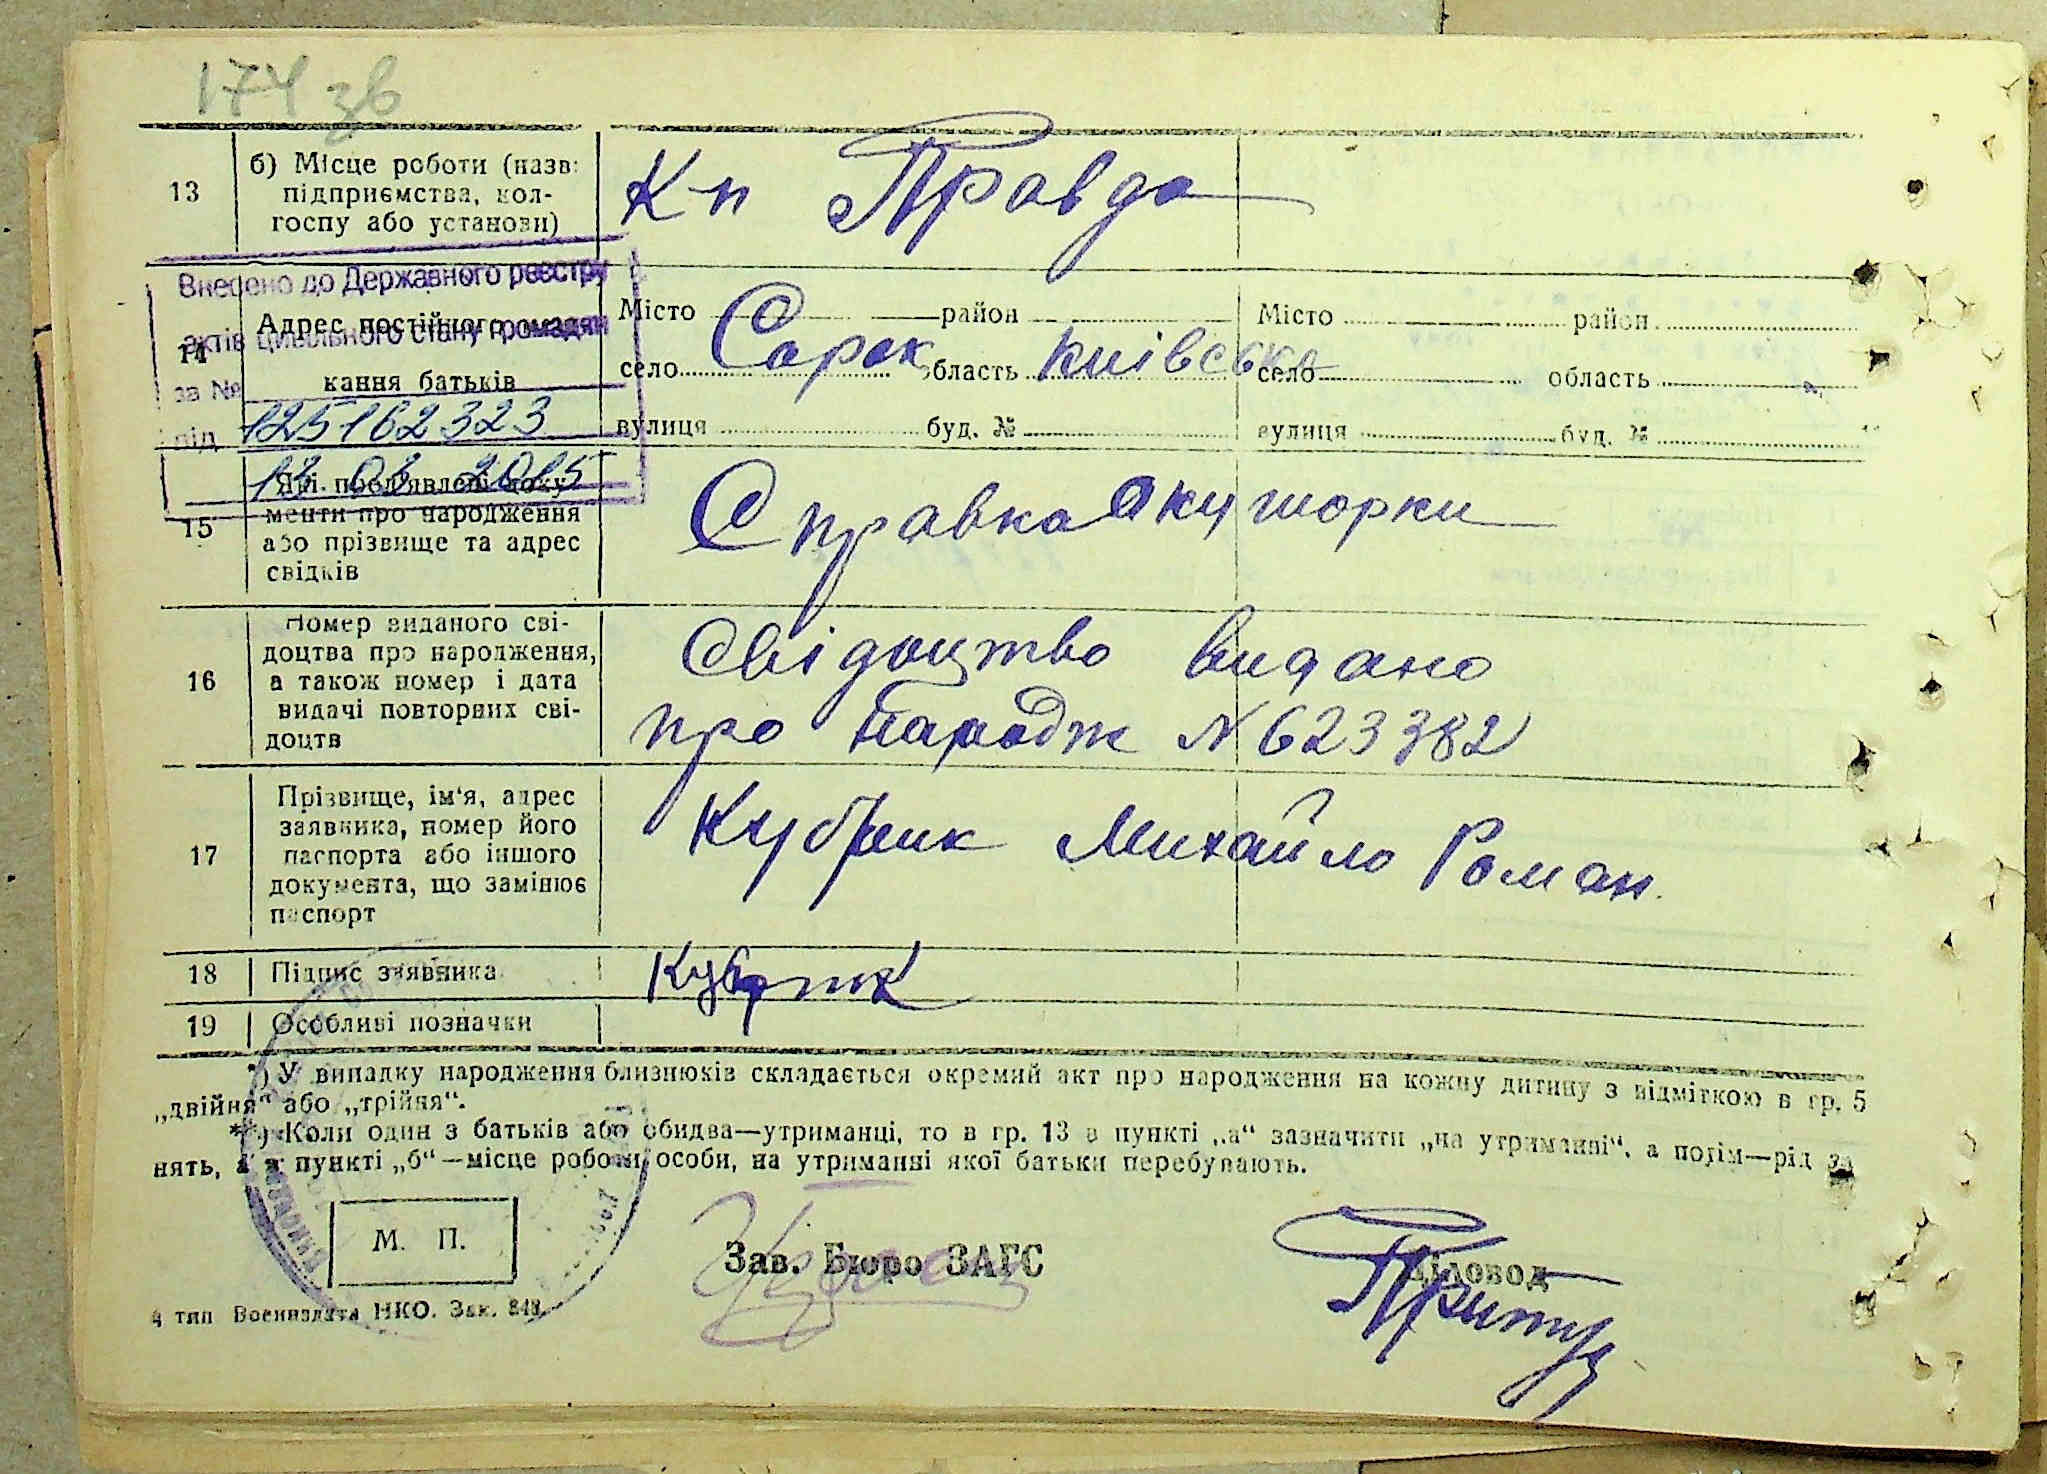 174 зв
13
б) Місце роботи (назв:
підприємства, кол-
госпу або установи)
Кп Правда
Внесено до Державного реєстру
актів цивільного стану громадян
за №
125162323
від
2015
14
Адрес постійного
кання батьків
Місто район
село Сорок область київська
вулиця буд. №
Місто район
село область
вулиця буд. №
15
Які пред'явлені доку
менти про народження
або прізвище та адрес
свідків
Справка акушорки
16
Номер виданого сві-
доцтва про народження,
а також номер і дата
видачі повторних сві-
доцтв
Свідоцтво видано
про народж N 623382
17
Прізвище, ім'я, адрес
заявника, номер його
паспорта або іншого
документа, що замінює
паспорт
Михайло Роман.
18
Підпис заявника
19
Особливі позначки
*) У випадку народження близнюків складається окремий акт про народження на кожну дитину з відміткою в гр. 5
„двійня“ або „трійня“.
**) Коли один з батьків або обидва—утриманці, то в гр. 13 в пункті „а“ зазначити „на утриманні“, а потім—рід за
нять, а в пункті „б“—місце роботи особи, на утриманні якої батьки перебувають.
М. П.
Зав. Бюро ЗАГС
Діловод
4 тип Воениздата НКО. Зак. 848.